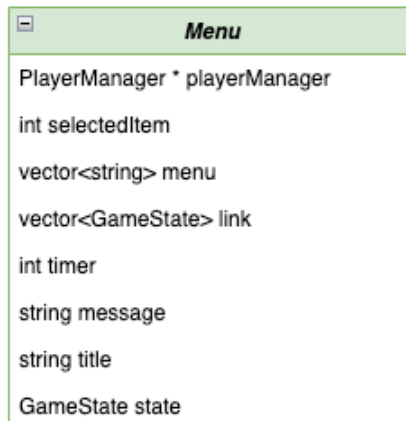 Menu
PlayerManager * playerManager
int selectedItem
vector<string> menu
vector<GameState> link
int timer
string message
string title
GameState state